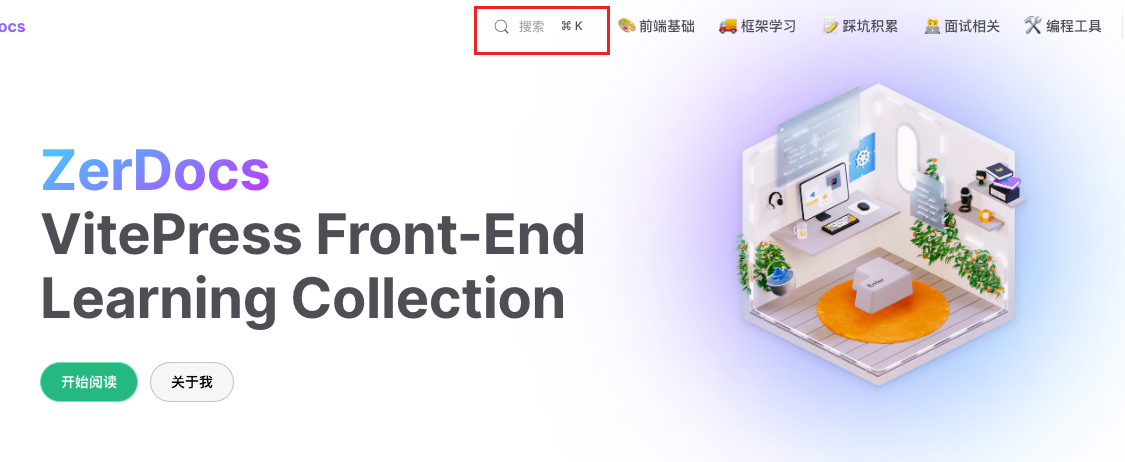 ocs
搜索 ⌘ K 🎨 前端基础 🚚 框架学习 📝 踩坑积累 👨‍💻 面试相关 🛠 编程工具
ZerDocs
VitePress Front-End
Learning Collection
开始阅读 关于我
Enter